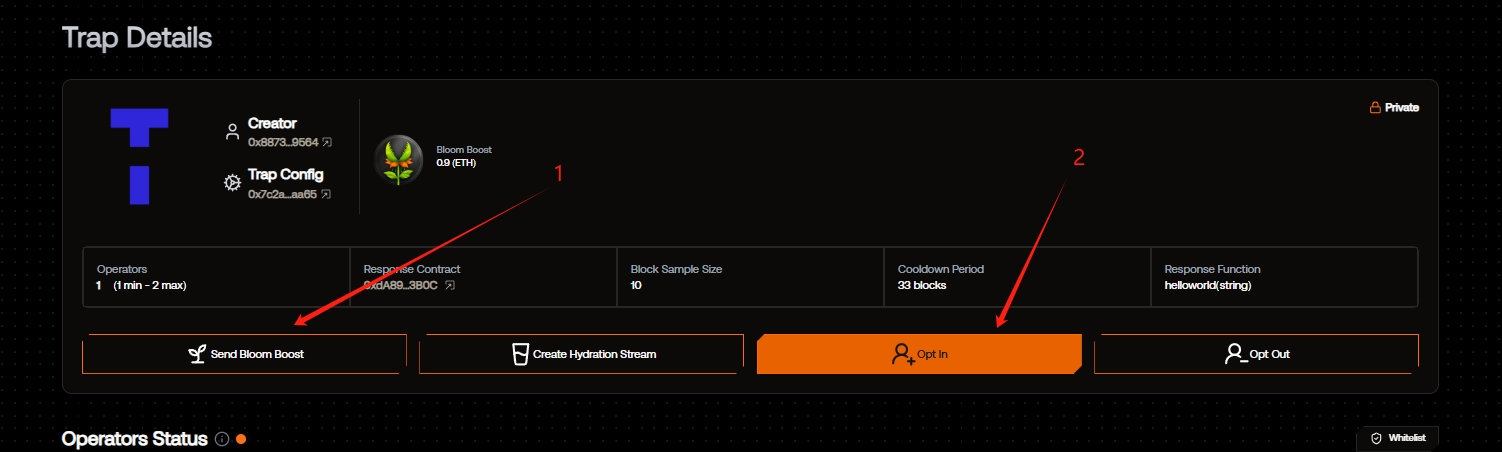 Trap Details
Private
Creator
0x8873...9564
Bloom Boost
0.9 (ETH)
Trap Config
0x7c2a...aa65
1
2
Operators
1 (1 min - 2 max)
Response Contract
0xdA89...3B0C
Block Sample Size
10
Cooldown Period
33 blocks
Response Function
helloworld(string)
Send Bloom Boost
Create Hydration Stream
Opt In
Opt Out
Operators Status
Whitelist